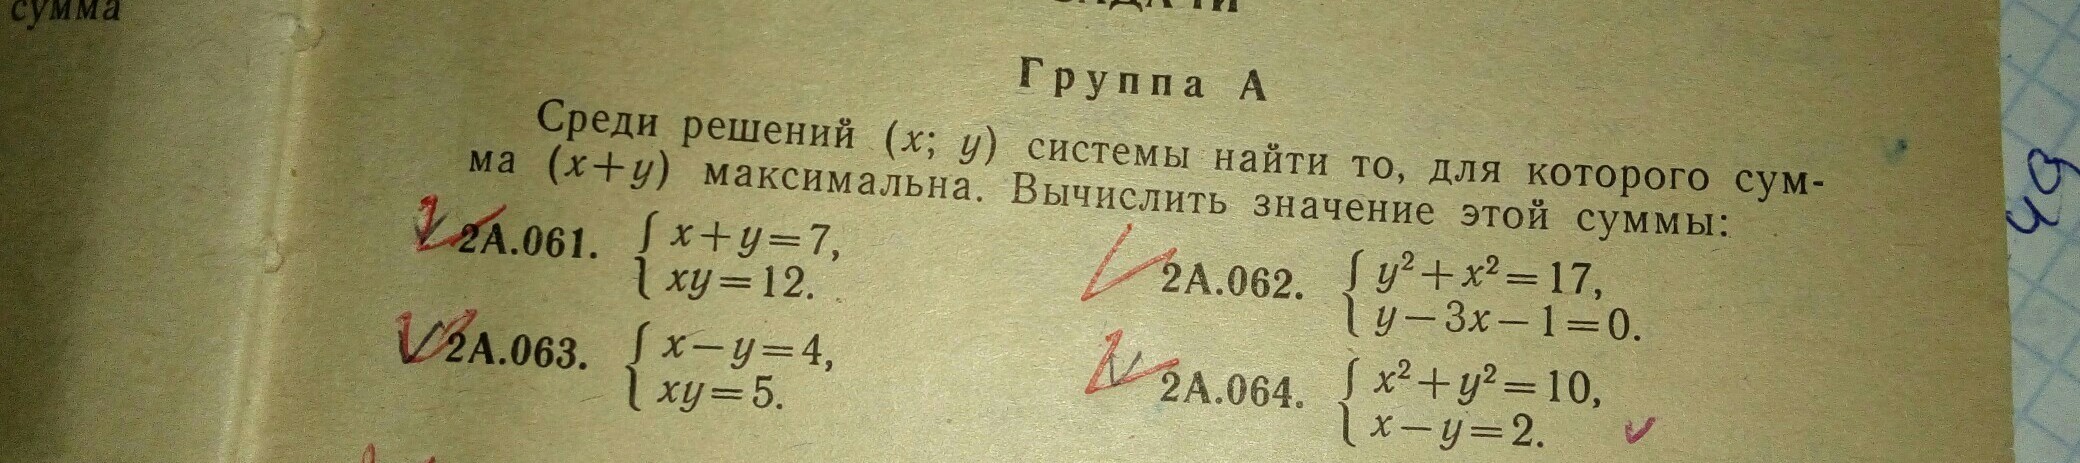 сумма
Группа А
Среди решений (x; y) системы найти то, для которого сум-
ма (x+y) максимальна. Вычислить значение этой суммы:
2А.061. { x+y=7,
xy=12.
2А.062. { y²+x²=17,
y−3x−1=0.
2А.063. { x−y=4,
xy=5.
2А.064. { x²+y²=10,
x−y=2.